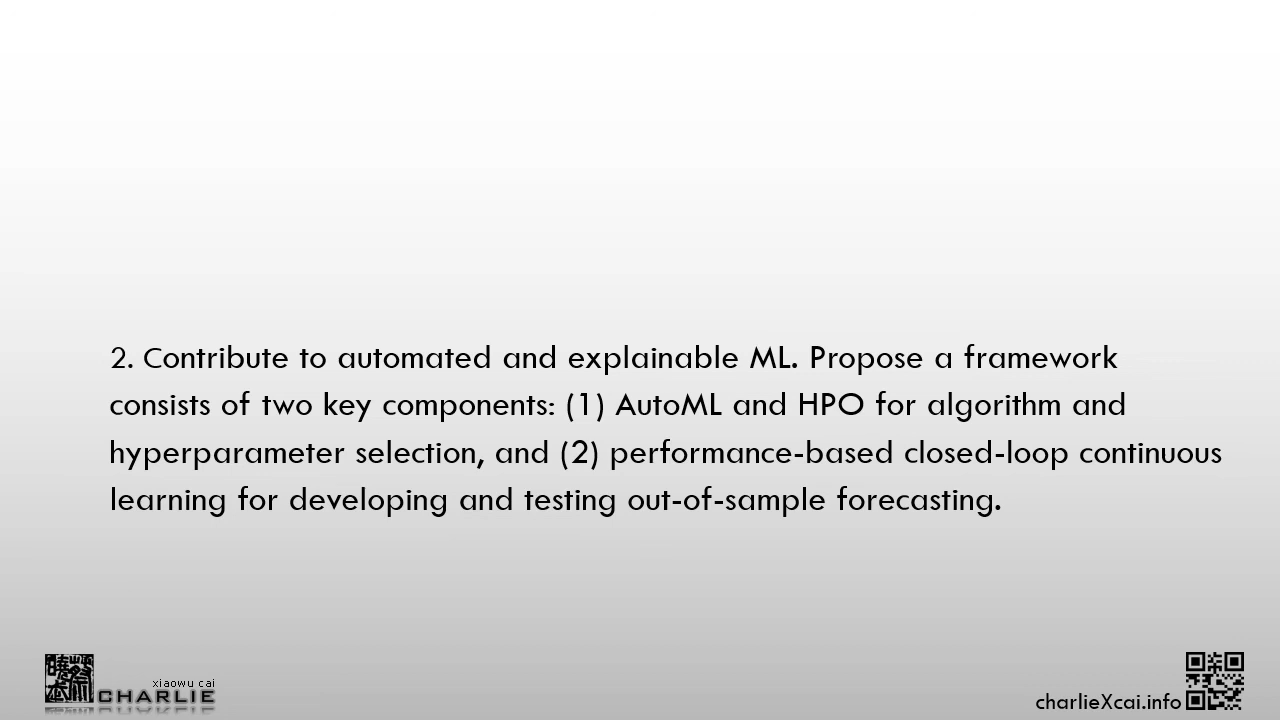 2. Contribute to automated and explainable ML. Propose a framework
consists of two key components: (1) AutoML and HPO for algorithm and
hyperparameter selection, and (2) performance-based closed-loop continuous
learning for developing and testing out-of-sample forecasting.
xiaowu cai
CHARLIE
charlieXcai.info